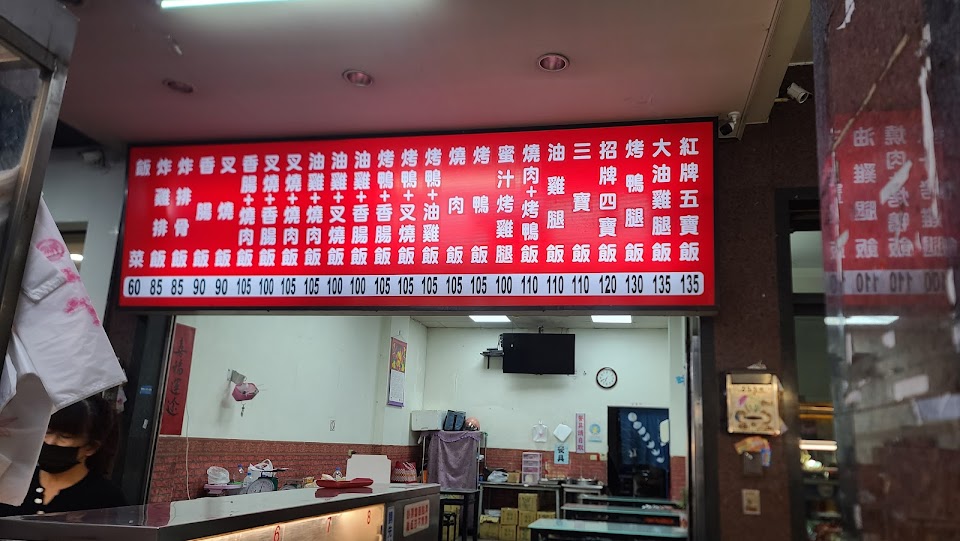 紅牌五寶飯 135
大油雞腿飯 135
烤鴨腿飯 130
招牌四寶飯 120
三寶飯 110
油雞腿飯 110
燒肉+烤鴨飯 110
蜜汁烤雞腿 100
烤鴨飯 105
燒肉飯 105
烤鴨+油雞飯 105
烤鴨+叉燒飯 105
烤鴨+香腸飯 105
油雞+香腸飯 105
油雞+叉燒飯 100
油雞+燒肉飯 105
叉燒+燒肉飯 105
叉燒+香腸飯 100
香腸+燒肉飯 105
叉燒飯 90
香腸飯 90
炸排骨飯 85
炸雞排飯 85
飯菜 60
餐具
6 7 8